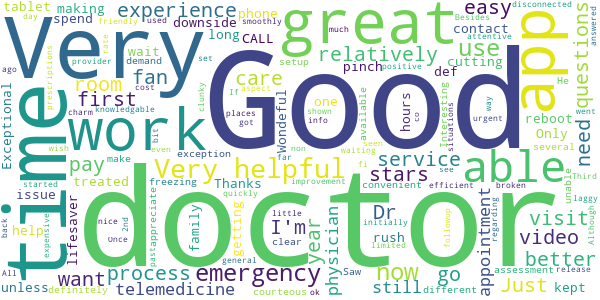 Very
Good
doctor
time
work
great
app
able
Very helpful
emergency
experience
relatively
telemedicine
process
service
stars
video
visit
better
Just
now
go
use
easy
need
questions
appointment
physician
year
family
I'm
Dr
rush
hours
pinch
def
cutting
contact
phone
CALL
downside
long
wait
fan
care
room
first
pay
want
lifesaver
issue
help
unless
treated
make
Thanks
getting
Wonderful
one
available
Interesting
reboot
Only
several
unable
Third
kept
still
different
clear
little
nice
Once
2nd
freezing
quickly
convenient
efficient
broken
laggy
Although
assessment
release
regarding
followup
limited
initially
Saw
courteous
ok
general
improvement
definitely
expensive
started
wish
back
All
Exceptional
ago
prescriptions
provider
knowledgable
charm
exception
even
built
cost
used
set
demand
smoothly
friendly
day
tablet
making
spend
rate
setup
If
aspect
shown
info
places
got
much
positive
attentive
Besides
disconnected
answered
urgent
way
He
situations
seen
waiting
fi
non
far
see
co